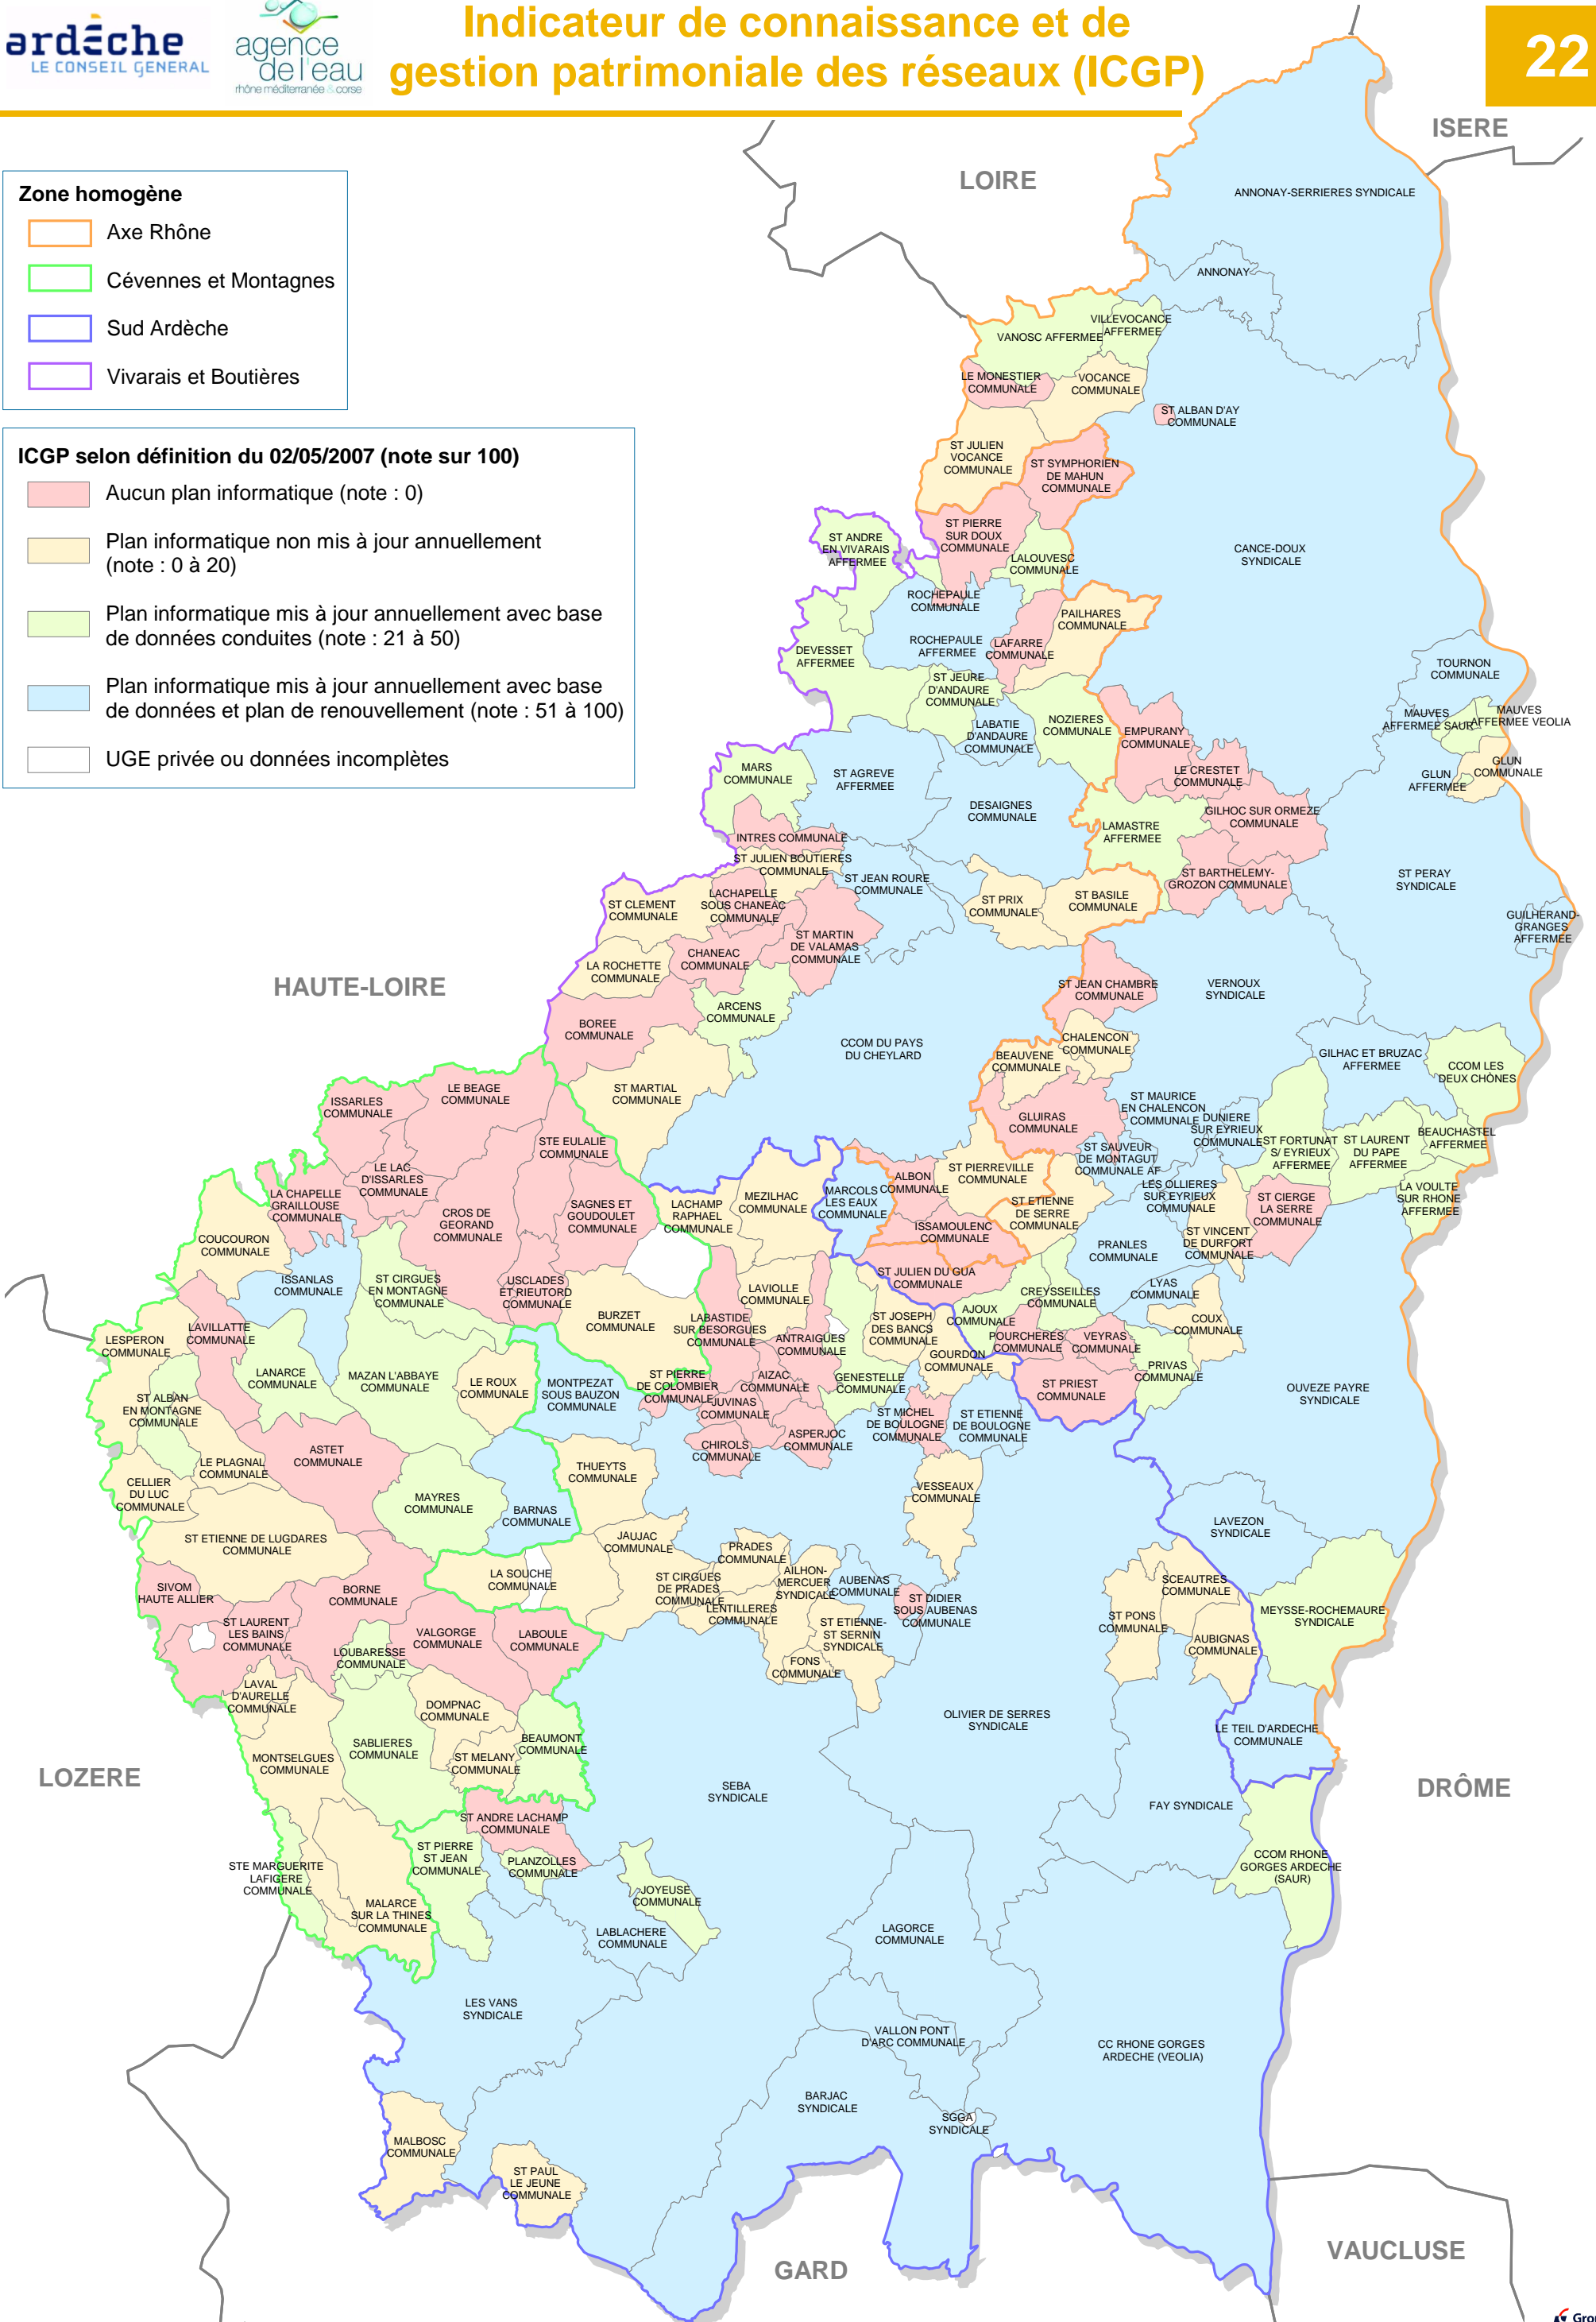 ardèche
LE CONSEIL GENERAL
agence
de l'eau
rhône méditerranée & corse
Indicateur de connaissance et de
gestion patrimoniale des réseaux (ICGP)
22
Zone homogène
Axe Rhône
Cévennes et Montagnes
Sud Ardèche
Vivarais et Boutières
ICGP selon définition du 02/05/2007 (note sur 100)
Aucun plan informatique (note : 0)
Plan informatique non mis à jour annuellement
(note : 0 à 20)
Plan informatique mis à jour annuellement avec base
de données conduites (note : 21 à 50)
Plan informatique mis à jour annuellement avec base
de données et plan de renouvellement (note : 51 à 100)
UGE privée ou données incomplètes
ISERE
LOIRE
ANNONAY-SERRIERES SYNDICALE
ANNONAY
VILLEVOCANCE
AFFERMEE
VANOSC AFFERMEE
LE MONESTIER
COMMUNALE
VOCANCE
COMMUNALE
ST ALBAN D'AY
COMMUNALE
ST JULIEN
VOCANCE
COMMUNALE
ST SYMPHORIEN
DE MAHUN
COMMUNALE
ST PIERRE
SUR DOUX
COMMUNALE
ST ANDRE
EN VIVARAIS
AFFERMEE
LALOUVESC
COMMUNALE
CANCE-DOUX
SYNDICALE
ROCHEPAULE
COMMUNALE
PAILHARES
COMMUNALE
ROCHEPAULE
AFFERMEE
LAFARRE
COMMUNALE
DEVESSET
AFFERMEE
TOURNON
COMMUNALE
ST JEURE
D'ANDAURE
COMMUNALE
LABATIE
D'ANDAURE
COMMUNALE
NOZIERES
COMMUNALE
EMPURANY
COMMUNALE
MAUVES
AFFERMEE SAUR
MAUVES
AFFERMEE VEOLIA
MARS
COMMUNALE
ST AGREVE
AFFERMEE
LE CRESTET
COMMUNALE
GLUN
AFFERMEE
GLUN
COMMUNALE
DESAIGNES
COMMUNALE
GILHOC SUR ORMEZE
COMMUNALE
LAMASTRE
AFFERMEE
INTRES COMMUNALE
ST JULIEN BOUTIERES
COMMUNALE
ST JEAN ROURE
COMMUNALE
ST BARTHELEMY-
GROZON COMMUNALE
ST PERAY
SYNDICALE
ST CLEMENT
COMMUNALE
LACHAPELLE
SOUS CHANEAC
COMMUNALE
ST PRIX
COMMUNALE
ST BASILE
COMMUNALE
GUILHERAND-
GRANGES
AFFERMEE
ST MARTIN
DE VALAMAS
COMMUNALE
CHANEAC
COMMUNALE
LA ROCHETTE
COMMUNALE
HAUTE-LOIRE
ST JEAN CHAMBRE
COMMUNALE
VERNOUX
SYNDICALE
ARCENS
COMMUNALE
BOREE
COMMUNALE
CCOM DU PAYS
DU CHEYLARD
CHALENCON
COMMUNALE
BEAUVENE
COMMUNALE
GILHAC ET BRUZAC
AFFERMEE
CCOM LES
DEUX CHÒNES
ST MARTIAL
COMMUNALE
LE BEAGE
COMMUNALE
ISSARLES
COMMUNALE
GLUIRAS
COMMUNALE
ST MAURICE
EN CHALENCON
COMMUNALE
DUNIERE
SUR EYRIEUX
COMMUNALE
ST FORTUNAT
S/ EYRIEUX
AFFERMEE
ST LAURENT
DU PAPE
AFFERMEE
BEAUCHASTEL
AFFERMEE
STE EULALIE
COMMUNALE
ST SAUVEUR
DE MONTAGUT
COMMUNALE AF
LE LAC
D'ISSARLES
COMMUNALE
ALBON
COMMUNALE
ST PIERREVILLE
COMMUNALE
LES OLLIERES
SUR EYRIEUX
COMMUNALE
LA VOULTE
SUR RHONE
AFFERMEE
LA CHAPELLE
GRAILLOUSE
COMMUNALE
MARCOLS
LES EAUX
COMMUNALE
MEZILHAC
COMMUNALE
LACHAMP
RAPHAEL
COMMUNALE
SAGNES ET
GOUDOULET
COMMUNALE
CROS DE
GEORAND
COMMUNALE
ST ETIENNE
DE SERRE
COMMUNALE
ST CIERGE
LA SERRE
COMMUNALE
ISSAMOULENC
COMMUNALE
COUCOURON
COMMUNALE
ST VINCENT
DE DURFORT
COMMUNALE
PRANLES
COMMUNALE
ISSANLAS
COMMUNALE
ST CIRGUES
EN MONTAGNE
COMMUNALE
USCLADES
ET RIEUTORD
COMMUNALE
LAVIOLLE
COMMUNALE
ST JULIEN DU GUA
COMMUNALE
LYAS
COMMUNALE
CREYSSEILLES
COMMUNALE
BURZET
COMMUNALE
LABASTIDE
SUR BESORGUES
COMMUNALE
ST JOSEPH
DES BANCS
COMMUNALE
AJOUX
COMMUNALE
COUX
COMMUNALE
LAVILLATTE
COMMUNALE
LESPERON
COMMUNALE
ANTRAIGUES
COMMUNALE
POURCHERES
COMMUNALE
VEYRAS
COMMUNALE
GOURDON
COMMUNALE
PRIVAS
COMMUNALE
LANARCE
COMMUNALE
MAZAN L'ABBAYE
COMMUNALE
LE ROUX
COMMUNALE
MONTPEZAT
SOUS BAUZON
COMMUNALE
ST PIERRE
DE COLOMBIER
COMMUNALE
AIZAC
COMMUNALE
GENESTELLE
COMMUNALE
ST PRIEST
COMMUNALE
OUVEZE PAYRE
SYNDICALE
ST ALBAN
EN MONTAGNE
COMMUNALE
JUVINAS
COMMUNALE
ST MICHEL
DE BOULOGNE
COMMUNALE
ST ETIENNE
DE BOULOGNE
COMMUNALE
ASPERJOC
COMMUNALE
CHIROLS
COMMUNALE
ASTET
COMMUNALE
LE PLAGNAL
COMMUNALE
THUEYTS
COMMUNALE
CELLIER
DU LUC
COMMUNALE
MAYRES
COMMUNALE
BARNAS
COMMUNALE
VESSEAUX
COMMUNALE
LAVEZON
SYNDICALE
ST ETIENNE DE LUGDARES
COMMUNALE
JAUJAC
COMMUNALE
PRADES
COMMUNALE
LA SOUCHE
COMMUNALE
ST CIRGUES
DE PRADES
COMMUNALE
AILHON-
MERCUER
SYNDICALE
AUBENAS
COMMUNALE
SCEAUTRES
COMMUNALE
SIVOM
HAUTE ALLIER
BORNE
COMMUNALE
LENTILLERES
COMMUNALE
ST DIDIER
SOUS AUBENAS
COMMUNALE
ST PONS
COMMUNALE
MEYSSE-ROCHEMAURE
SYNDICALE
ST LAURENT
LES BAINS
COMMUNALE
VALGORGE
COMMUNALE
LABOULE
COMMUNALE
ST ETIENNE-
ST SERNIN
SYNDICALE
AUBIGNAS
COMMUNALE
LOUBARESSE
COMMUNALE
FONS
COMMUNALE
LAVAL
D'AURELLE
COMMUNALE
DOMPNAC
COMMUNALE
OLIVIER DE SERRES
SYNDICALE
LE TEIL D'ARDECHE
COMMUNALE
SABLIERES
COMMUNALE
BEAUMONT
COMMUNALE
MONTSELGUES
COMMUNALE
ST MELANY
COMMUNALE
LOZERE
SEBA
SYNDICALE
DRÔME
FAY SYNDICALE
ST ANDRE LACHAMP
COMMUNALE
ST PIERRE
ST JEAN
COMMUNALE
PLANZOLLES
COMMUNALE
CCOM RHONE
GORGES ARDECHE
(SAUR)
STE MARGUERITE
LAFIGERE
COMMUNALE
JOYEUSE
COMMUNALE
MALARCE
SUR LA THINES
COMMUNALE
LABLACHERE
COMMUNALE
LAGORCE
COMMUNALE
LES VANS
SYNDICALE
VALLON PONT
D'ARC COMMUNALE
CC RHONE GORGES
ARDECHE (VEOLIA)
BARJAC
SYNDICALE
SGGA
SYNDICALE
MALBOSC
COMMUNALE
ST PAUL
LE JEUNE
COMMUNALE
GARD
VAUCLUSE